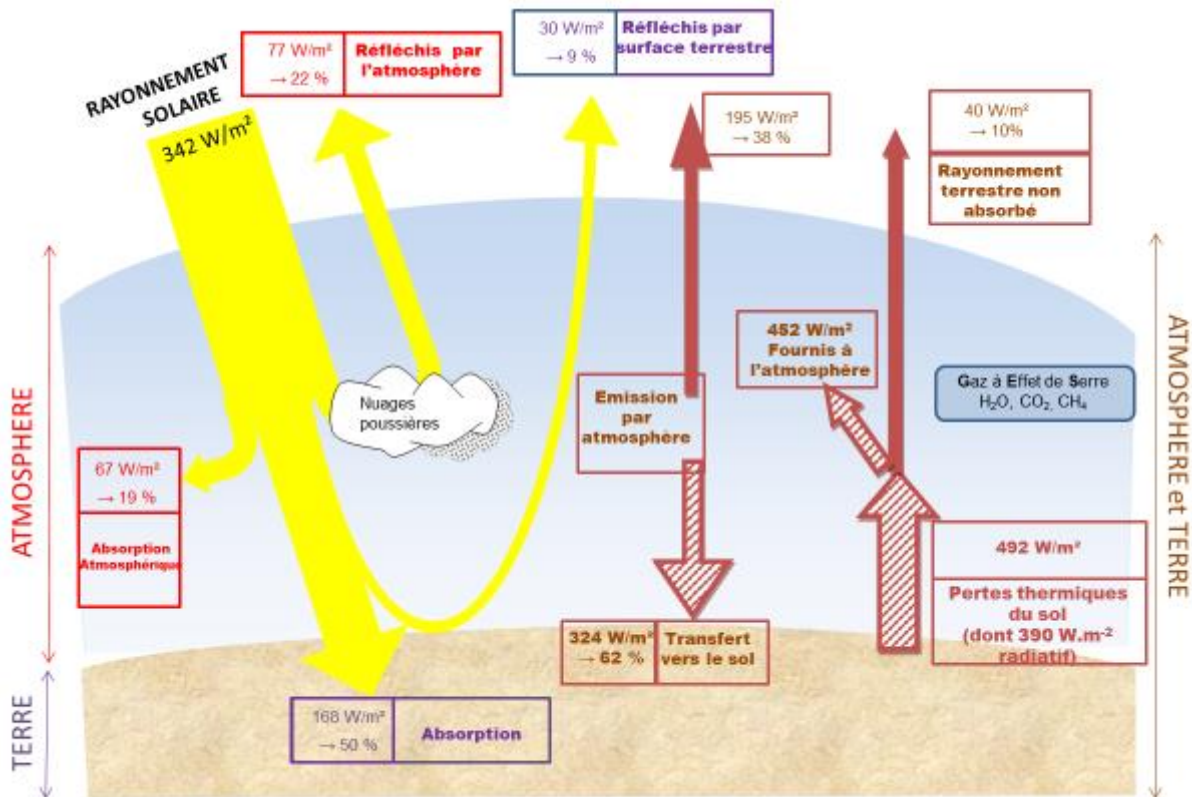 RAYONNEMENT
SOLAIRE
342 W/m²
77 W/m²
→ 22 %
Réfléchis par
l'atmosphère
30 W/m²
→ 9 %
Réfléchis par
surface terrestre
195 W/m²
→ 38 %
40 W/m²
→ 10%
Rayonnement
terrestre non
absorbé
ATMOSPHERE
TERRE
ATMOSPHERE et TERRE
452 W/m²
Fournis à
l'atmosphère
Gaz à Effet de Serre
H₂O, CO₂, CH₄
Nuages
poussières
Emission
par
atmosphère
67 W/m²
→ 19 %
Absorption
Atmosphérique
492 W/m²
Pertes thermiques
du sol
(dont 390 W.m⁻²
radiatif)
324 W/m²
→ 62 %
Transfert
vers le sol
168 W/m²
→ 50 %
Absorption